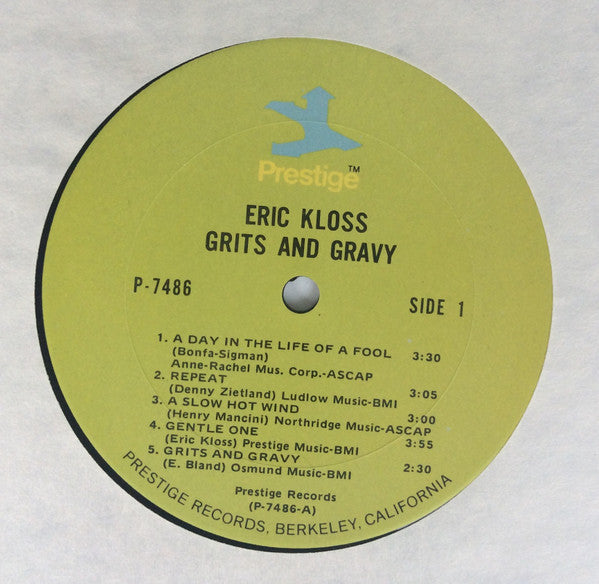 Prestige™
ERIC KLOSS
GRITS AND GRAVY
P-7486
SIDE 1
1. A DAY IN THE LIFE OF A FOOL 3:30
(Bonfa-Sigman)
Anne-Rachel Mus. Corp.-ASCAP
2. REPEAT 3:05
(Denny Zietland) Ludlow Music-BMI
3. A SLOW HOT WIND 3:00
(Henry Mancini) Northridge Music-ASCAP
4. GENTLE ONE 3:55
(Eric Kloss) Prestige Music-BMI
5. GRITS AND GRAVY 2:30
(E. Bland) Osmund Music-BMI
Prestige Records
(P-7486-A)
PRESTIGE RECORDS, BERKELEY, CALIFORNIA